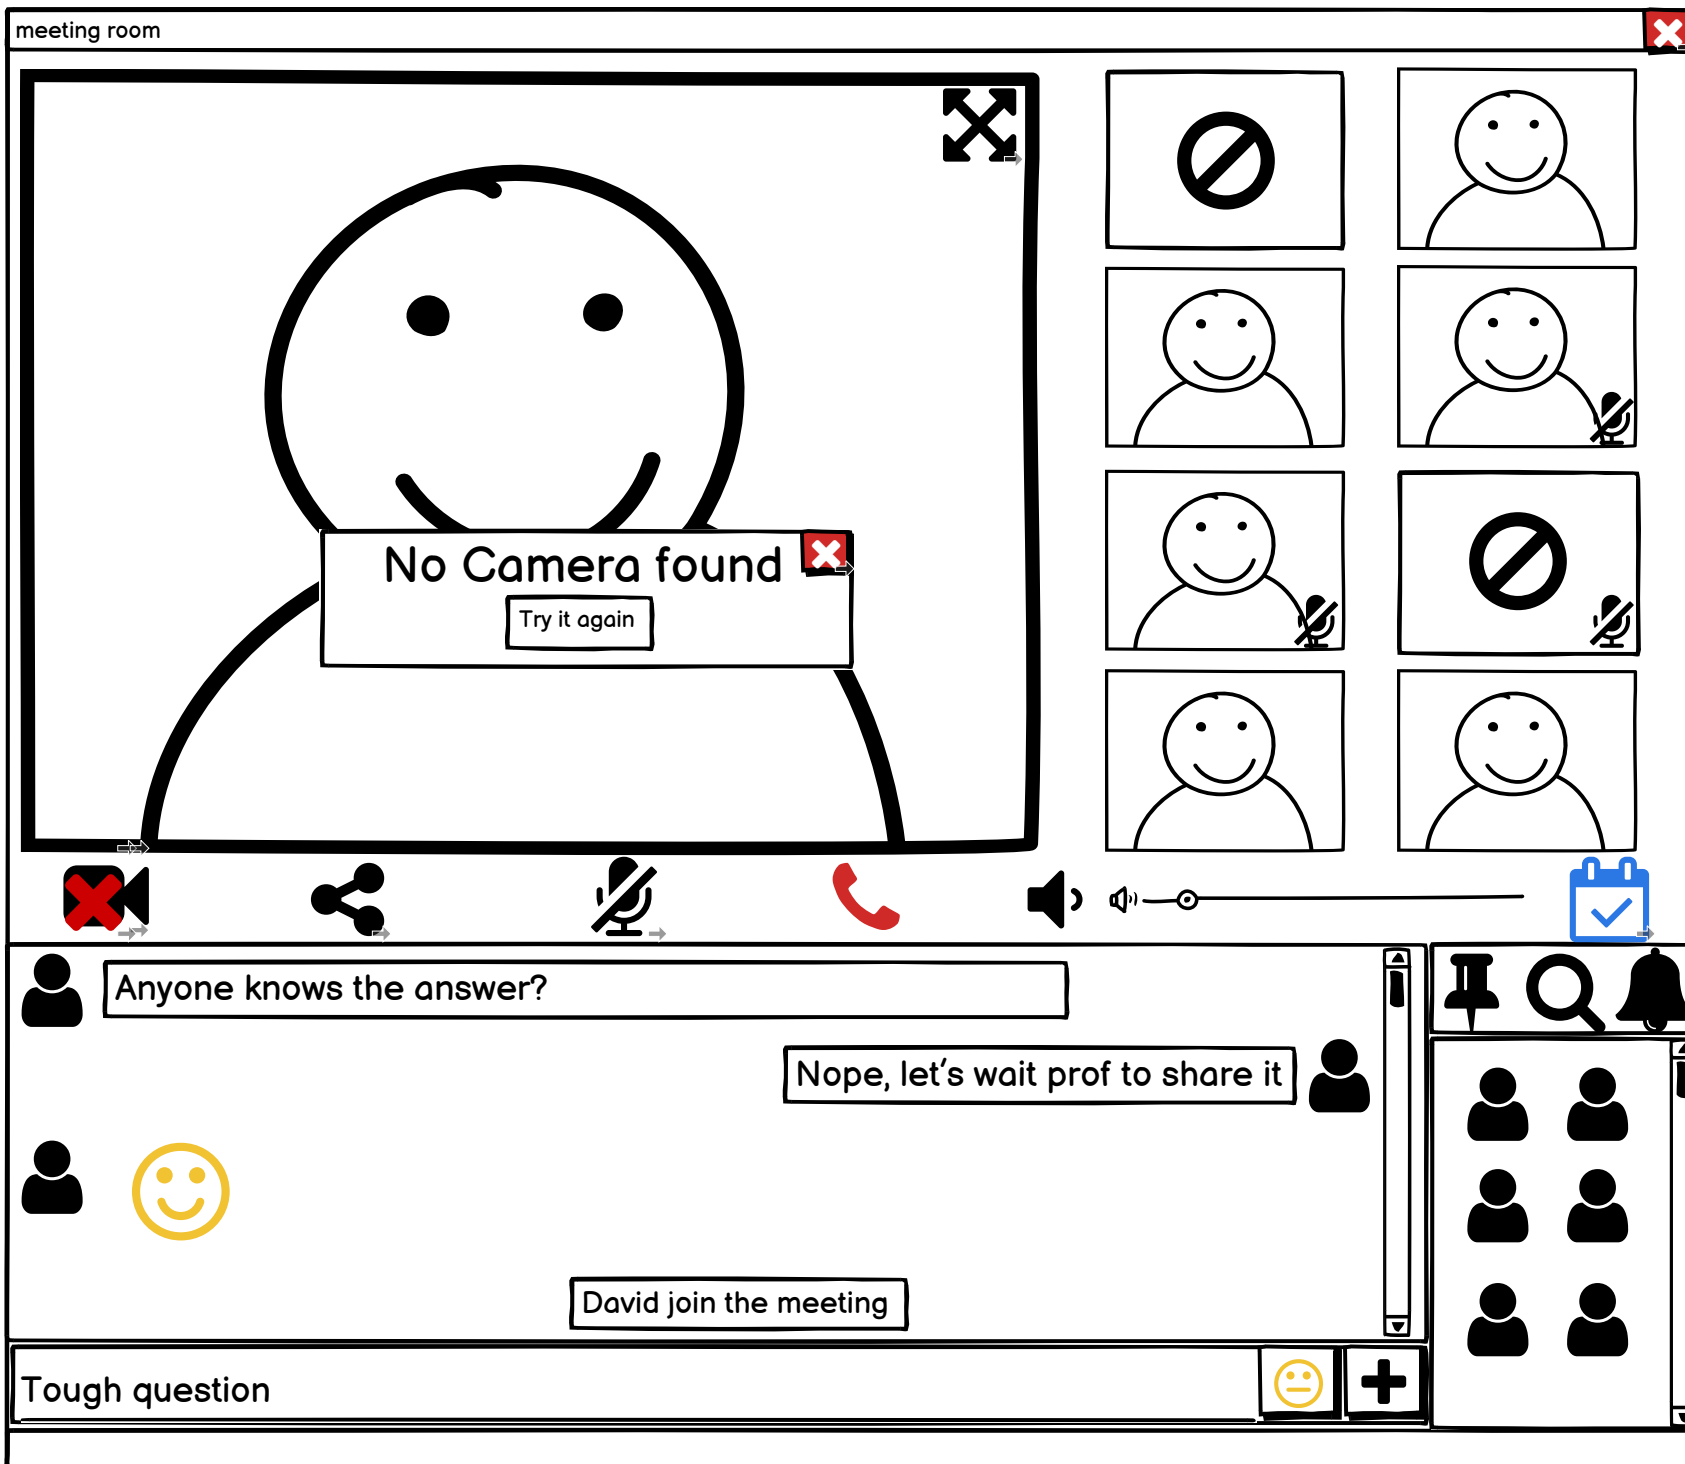 meeting room
No Camera found
Try it again
Anyone knows the answer?
Nope, let's wait prof to share it
David join the meeting
Tough question